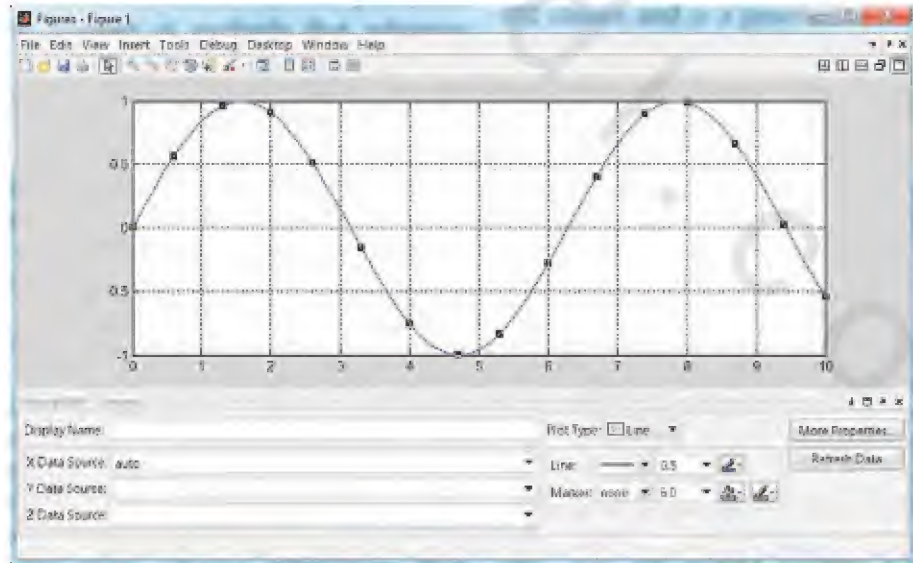 Figures - Figure 1
File Edit View Insert Tools Debug Desktop Window Help
1
0.5
0
-0.5
-1
0 1 2 3 4 5 6 7 8 9 10
Display Name:
Plot Type: Line
More Properties...
X Data Source: auto
Line: 0.5
Refresh Data
Y Data Source:
Marker: none 6.0
Z Data Source: